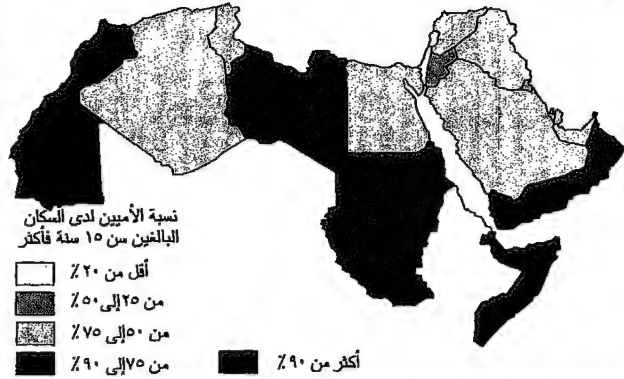 نسبة الأميين لدى السكان
البالغين سن ١٥ سنة فأكثر
أقل من ٢٠ ٪
من ٢٥ إلى ٥٠ ٪
من ٥٠ إلى ٧٥ ٪
من ٧٥ إلى ٩٠ ٪
أكثر من ٩٠ ٪